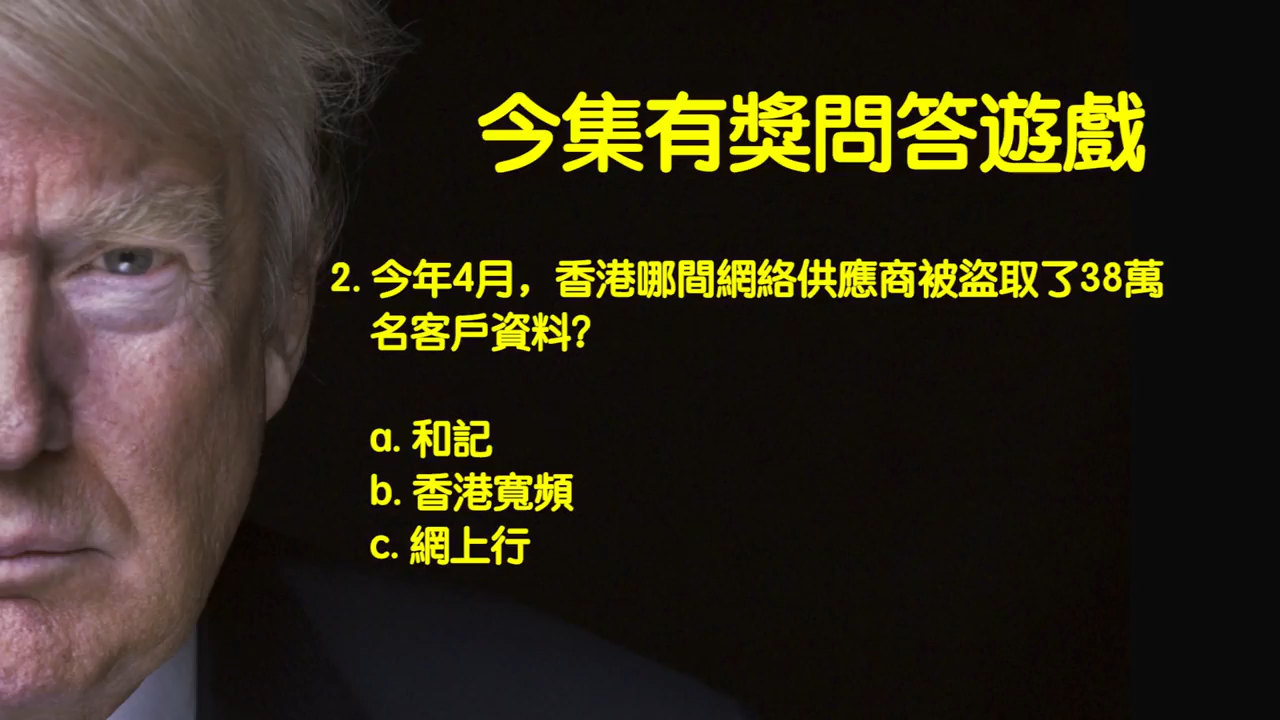 今集有獎問答遊戲
2. 今年4月，香港哪間網絡供應商被盜取了38萬
名客戶資料?
a. 和記
b. 香港寬頻
c. 網上行